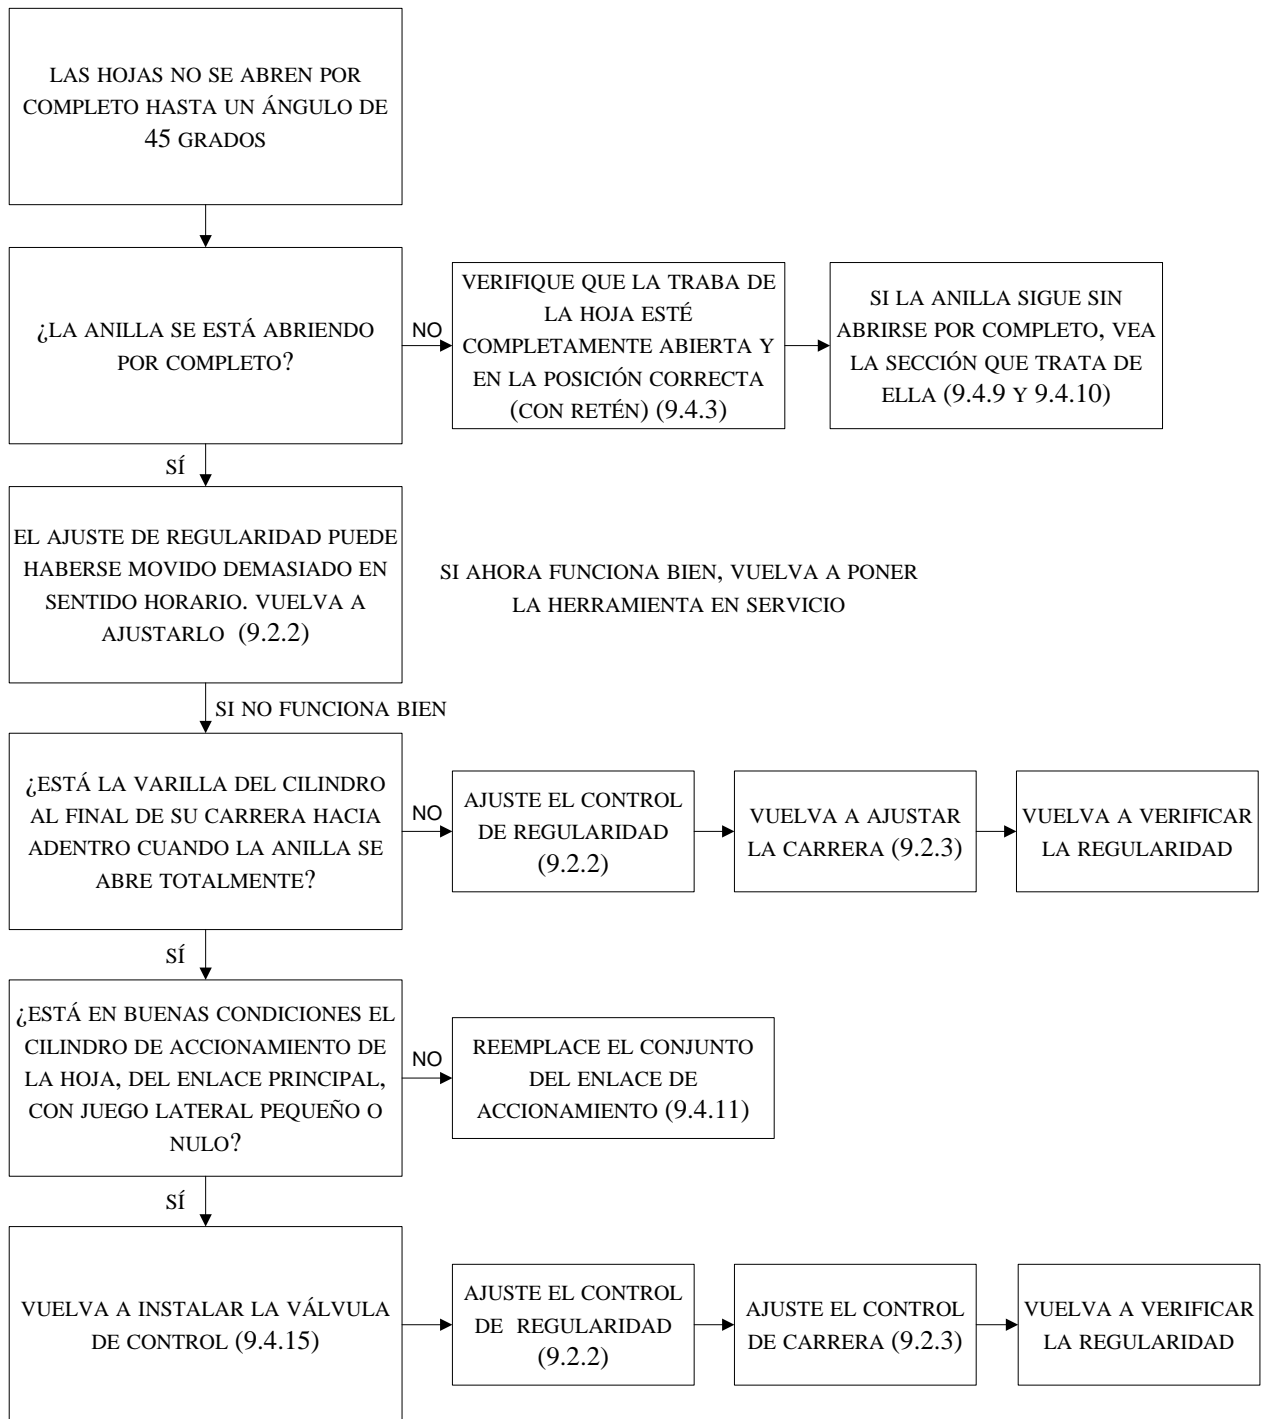 LAS HOJAS NO SE ABREN POR
COMPLETO HASTA UN ÁNGULO DE
45 GRADOS
¿LA ANILLA SE ESTÁ ABRIENDO
POR COMPLETO?
NO
VERIFIQUE QUE LA TRABA DE
LA HOJA ESTÉ
COMPLETAMENTE ABIERTA Y
EN LA POSICIÓN CORRECTA
(CON RETÉN) (9.4.3)
SI LA ANILLA SIGUE SIN
ABRIRSE POR COMPLETO, VEA
LA SECCIÓN QUE TRATA DE
ELLA (9.4.9 Y 9.4.10)
SÍ
EL AJUSTE DE REGULARIDAD PUEDE
HABERSE MOVIDO DEMASIADO EN
SENTIDO HORARIO. VUELVA A
AJUSTARLO (9.2.2)
SI AHORA FUNCIONA BIEN, VUELVA A PONER
LA HERRAMIENTA EN SERVICIO
SI NO FUNCIONA BIEN
¿ESTÁ LA VARILLA DEL CILINDRO
AL FINAL DE SU CARRERA HACIA
ADENTRO CUANDO LA ANILLA SE
ABRE TOTALMENTE?
NO
AJUSTE EL CONTROL
DE REGULARIDAD
(9.2.2)
VUELVA A AJUSTAR
LA CARRERA (9.2.3)
VUELVA A VERIFICAR
LA REGULARIDAD
SÍ
¿ESTÁ EN BUENAS CONDICIONES EL
CILINDRO DE ACCIONAMIENTO DE
LA HOJA, DEL ENLACE PRINCIPAL,
CON JUEGO LATERAL PEQUEÑO O
NULO?
NO
REEMPLACE EL CONJUNTO
DEL ENLACE DE
ACCIONAMIENTO (9.4.11)
SÍ
VUELVA A INSTALAR LA VÁLVULA
DE CONTROL (9.4.15)
AJUSTE EL CONTROL
DE REGULARIDAD
(9.2.2)
AJUSTE EL CONTROL
DE CARRERA (9.2.3)
VUELVA A VERIFICAR
LA REGULARIDAD